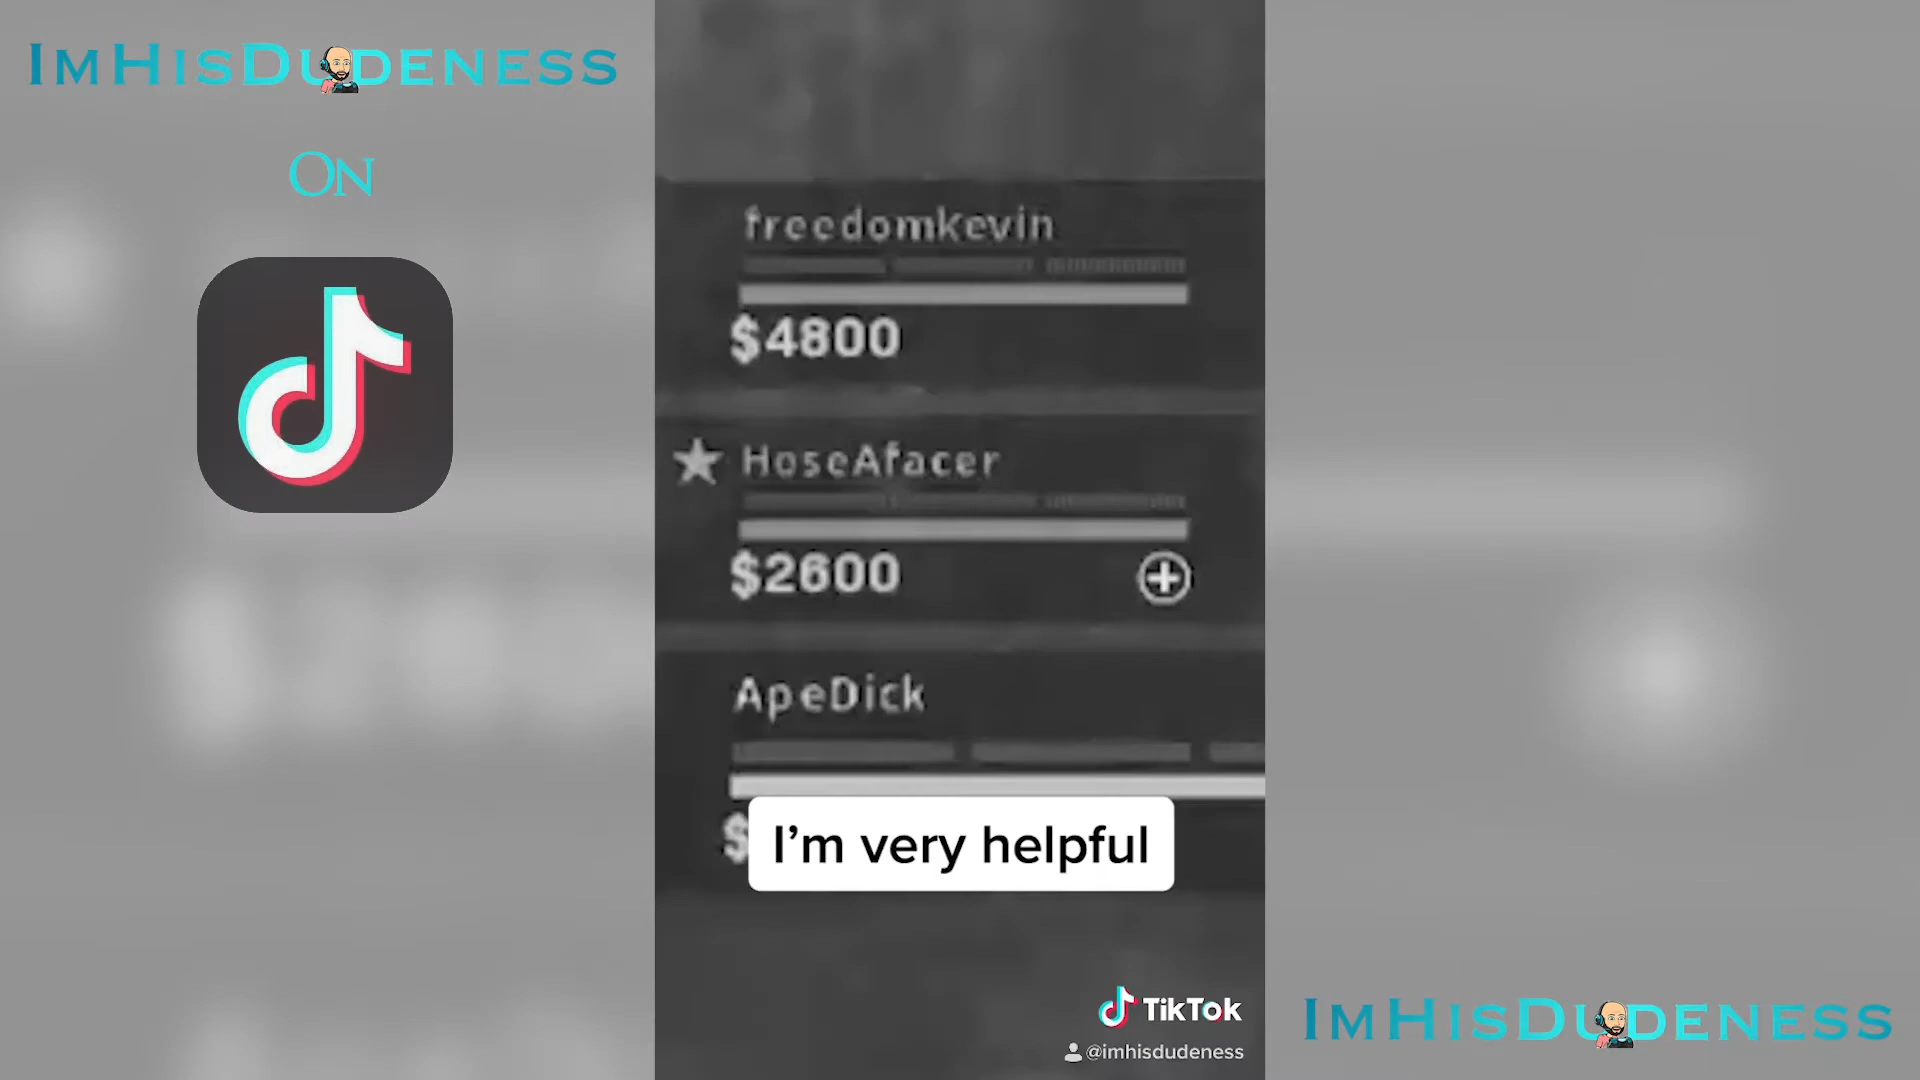 ImHisDudeness
On
freedomkevin
$4800
HoseAfacer
$2600
ApeDick
$
I’m very helpful
TikTok
@imhisdudeness
ImHisDudeness